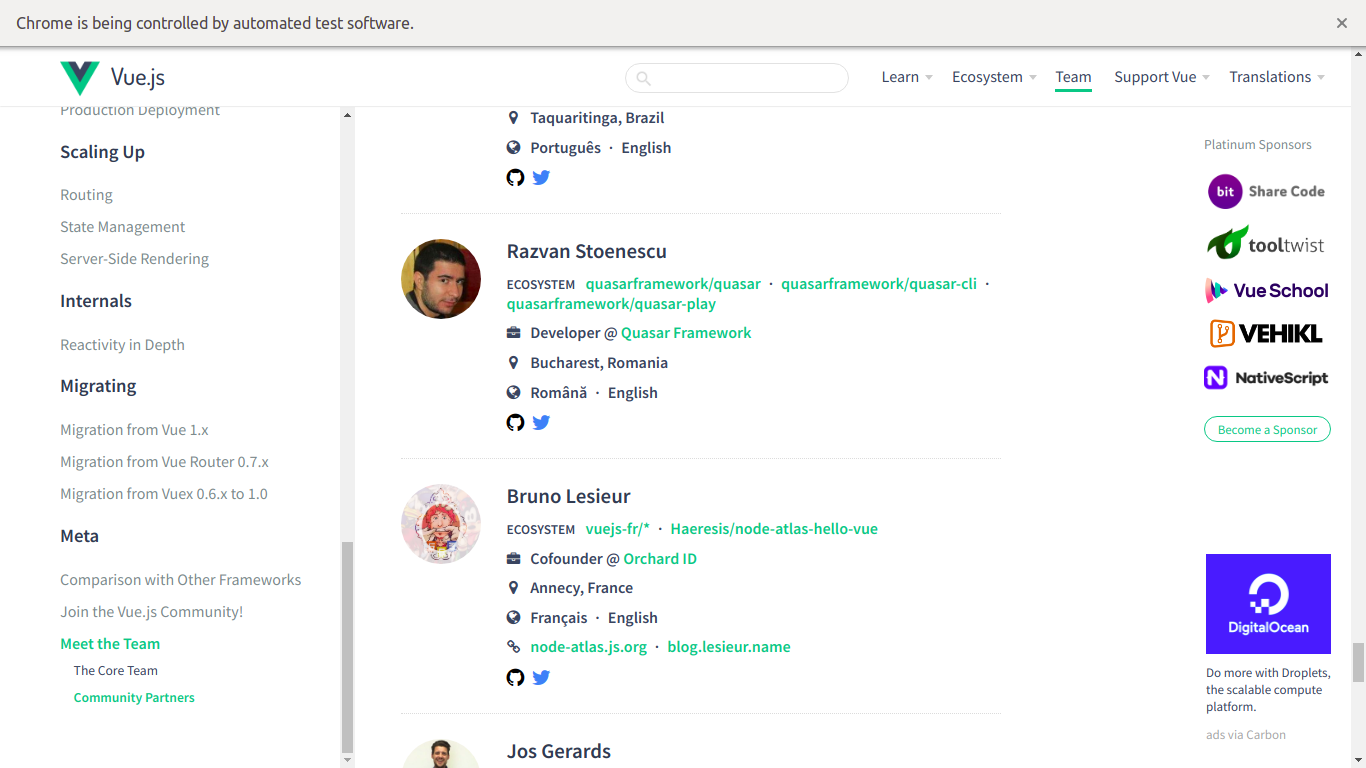 Chrome is being controlled by automated test software.
Vue.js
Learn
Ecosystem
Team
Support Vue
Translations
Production Deployment
Scaling Up
Routing
State Management
Server-Side Rendering
Internals
Reactivity in Depth
Migrating
Migration from Vue 1.x
Migration from Vue Router 0.7.x
Migration from Vuex 0.6.x to 1.0
Meta
Comparison with Other Frameworks
Join the Vue.js Community!
Meet the Team
The Core Team
Community Partners
Taquaritinga, Brazil
Português · English
Razvan Stoenescu
ECOSYSTEM quasarframework/quasar · quasarframework/quasar-cli ·
quasarframework/quasar-play
Developer @ Quasar Framework
Bucharest, Romania
Română · English
Bruno Lesieur
ECOSYSTEM vuejs-fr/* · Haeresis/node-atlas-hello-vue
Cofounder @ Orchard ID
Annecy, France
Français · English
node-atlas.js.org · blog.lesieur.name
Jos Gerards
Platinum Sponsors
bit Share Code
tooltwist
Vue School
VEHIKL
NativeScript
Become a Sponsor
DigitalOcean
Do more with Droplets,
the scalable compute
platform.
ads via Carbon